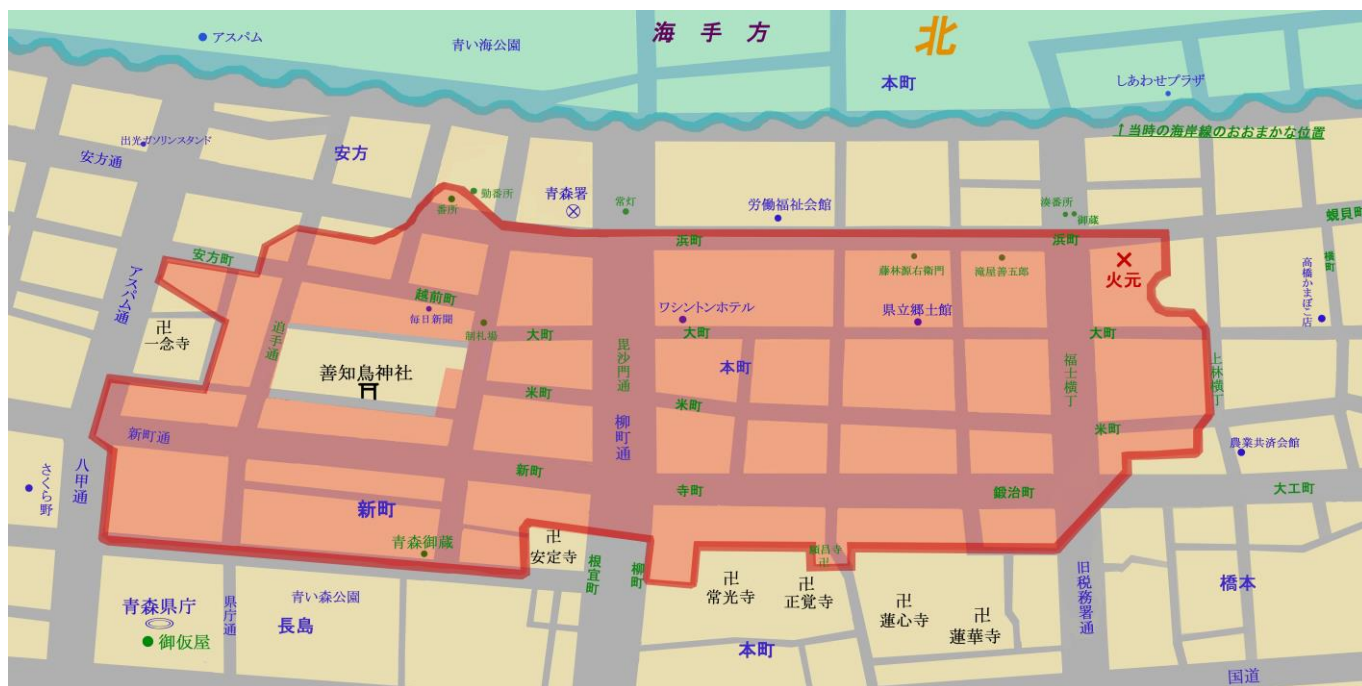 海手方
北
アスパム
青い海公園
本町
しあわせプラザ
↑当時の海岸線のおおまかな位置
出光ガソリンスタンド
安方通
安方
勤番所
番所
青森署
常灯
労働福祉会館
湊番所
御蔵
蜆貝町
安方町
浜町
浜町
火元
横町
高橋かまぼこ店
アスパム通
越前町
毎日新聞
藤林源右衛門
滝屋善五郎
ワシントンホテル
県立郷土館
卍
一念寺
追手通
制札場
大町
大町
大町
善知鳥神社
毘沙門通
本町
福士横丁
上林横丁
米町
米町
米町
新町通
柳町通
農業共済会館
さくら野
八甲通
新町
寺町
鍛治町
大工町
新町
青森御蔵
卍
安定寺
根宜町
柳町
願昌寺
卍
旧税務署通
卍
常光寺
卍
正覚寺
卍
蓮心寺
卍
蓮華寺
橋本
青森県庁
県庁通
青い森公園
長島
御仮屋
本町
国道